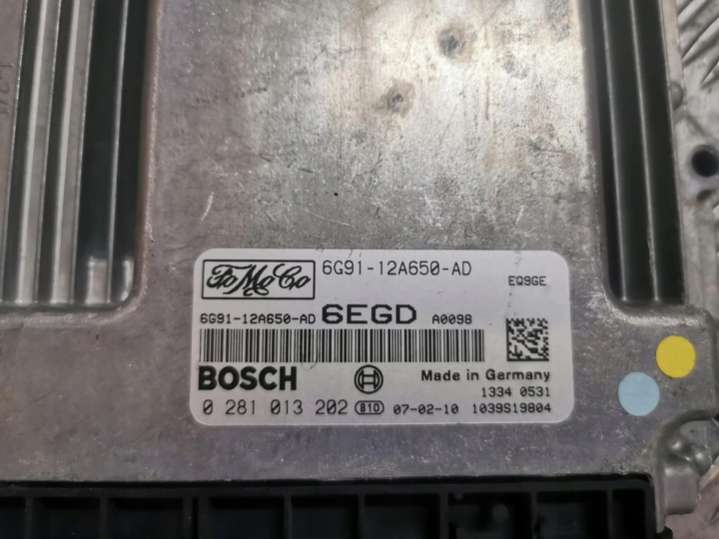 FoMoCo 6G91-12A650-AD
EQ9GE
6G91-12A650-AD 6EGD A0098
BOSCH Made in Germany
1334 0531
0 281 013 202 B10 07-02-10 1039S19804